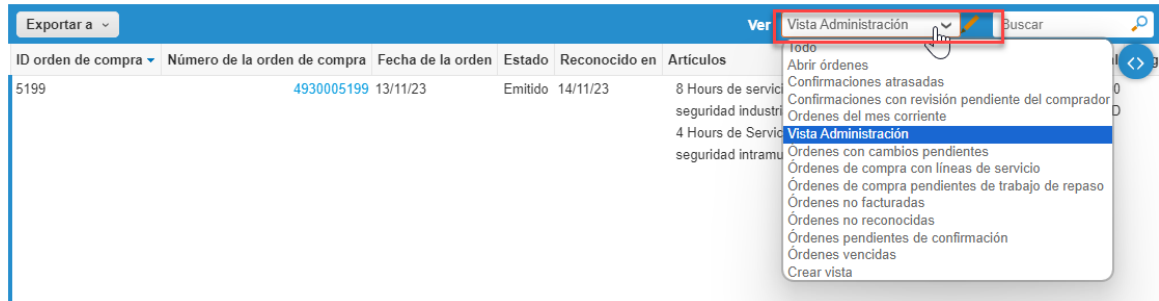 Exportar a
Ver Vista Administración
Buscar
ID orden de compra Número de la orden de compra Fecha de la orden Estado Reconocido en Artículos
5199 4930005199 13/11/23 Emitido 14/11/23 8 Hours de servici
seguridad industri
4 Hours de Servic
seguridad intramu
Todo
Abrir órdenes
Confirmaciones atrasadas
Confirmaciones con revisión pendiente del comprador
Órdenes del mes corriente
Vista Administración
Órdenes con cambios pendientes
Órdenes de compra con líneas de servicio
Órdenes de compra pendientes de trabajo de repaso
Órdenes no facturadas
Órdenes no reconocidas
Órdenes pendientes de confirmación
Órdenes vencidas
Crear vista